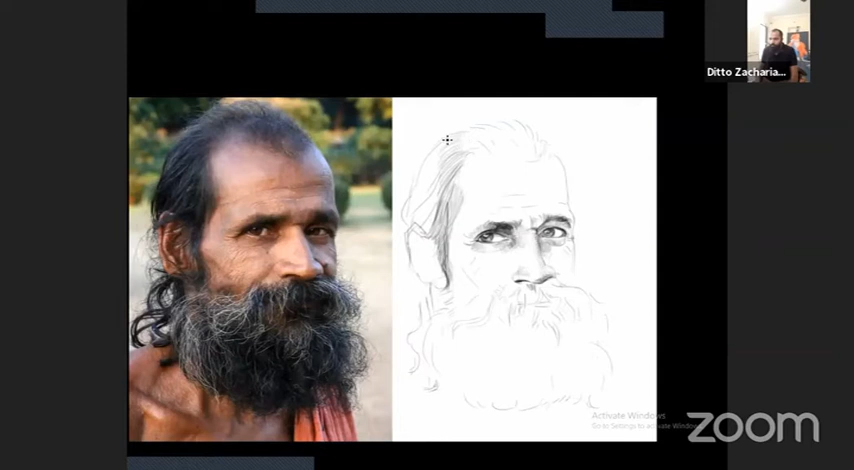 Ditto Zacharia...
Activate Windows
Go to Settings to activate Windows.
zoom